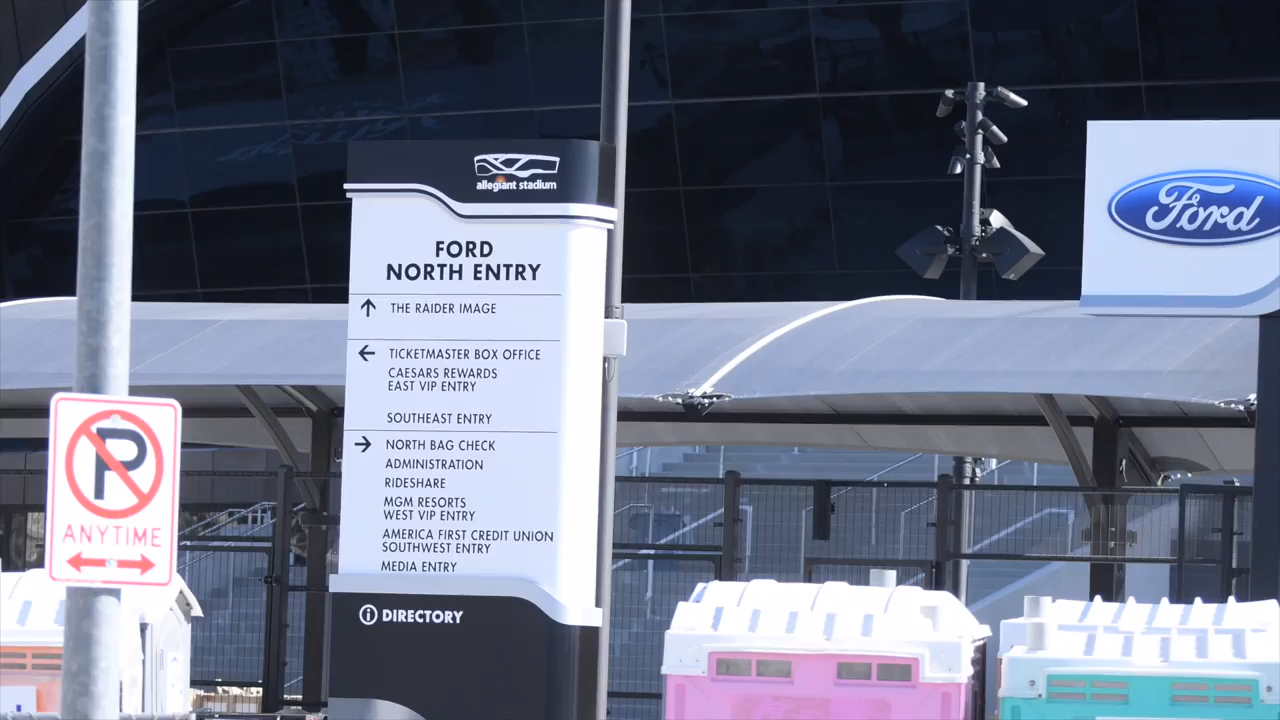 allegiant stadium
FORD
NORTH ENTRY
THE RAIDER IMAGE
TICKETMASTER BOX OFFICE
CAESARS REWARDS
EAST VIP ENTRY
SOUTHEAST ENTRY
NORTH BAG CHECK
ADMINISTRATION
RIDESHARE
MGM RESORTS
WEST VIP ENTRY
AMERICA FIRST CREDIT UNION
SOUTHWEST ENTRY
MEDIA ENTRY
i DIRECTORY
P
ANYTIME
Ford